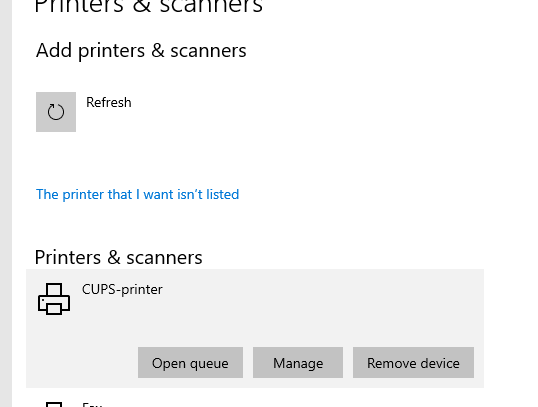 Printers & scanners
Add printers & scanners
Refresh
The printer that I want isn't listed
Printers & scanners
CUPS-printer
Open queue Manage Remove device